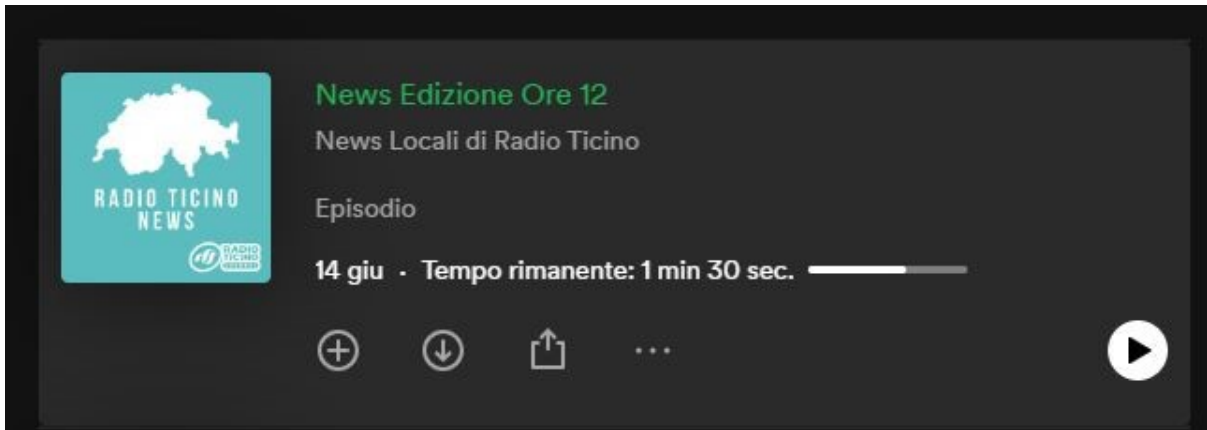 RADIO TICINO
NEWS
RADIO
TICINO
News Edizione Ore 12
News Locali di Radio Ticino
Episodio
14 giu · Tempo rimanente: 1 min 30 sec.